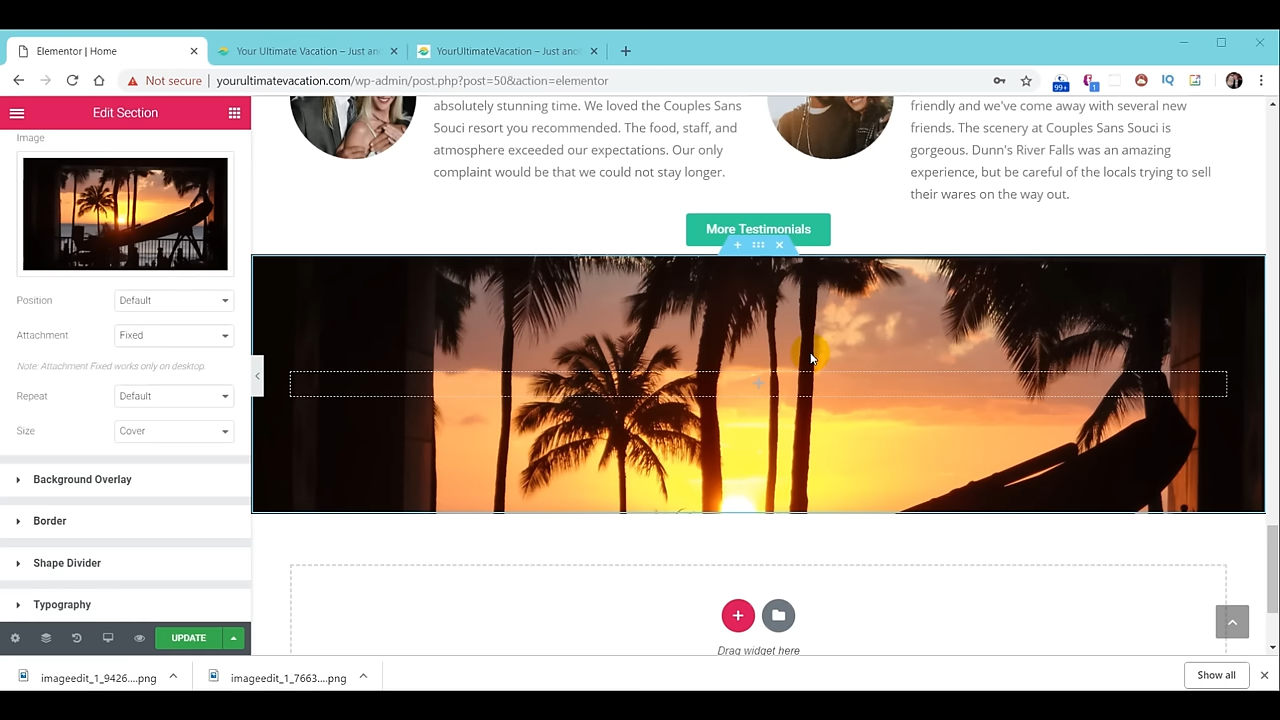 Elementor | Home
Your Ultimate Vacation – Just an
YourUltimateVacation – Just ano
Not secure
yourultimatevacation.com/wp-admin/post.php?post=50&action=elementor
99+
1
IQ
Edit Section
Image
Position
Default
Attachment
Fixed
Note: Attachment Fixed works only on desktop.
Repeat
Default
Size
Cover
Background Overlay
Border
Shape Divider
Typography
UPDATE
absolutely stunning time. We loved the Couples Sans
Souci resort you recommended. The food, staff, and
atmosphere exceeded our expectations. Our only
complaint would be that we could not stay longer.
friendly and we've come away with several new
friends. The scenery at Couples Sans Souci is
gorgeous. Dunn's River Falls was an amazing
experience, but be careful of the locals trying to sell
their wares on the way out.
More Testimonials
Drag widget here
imageedit_1_9426....png
imageedit_1_7663....png
Show all